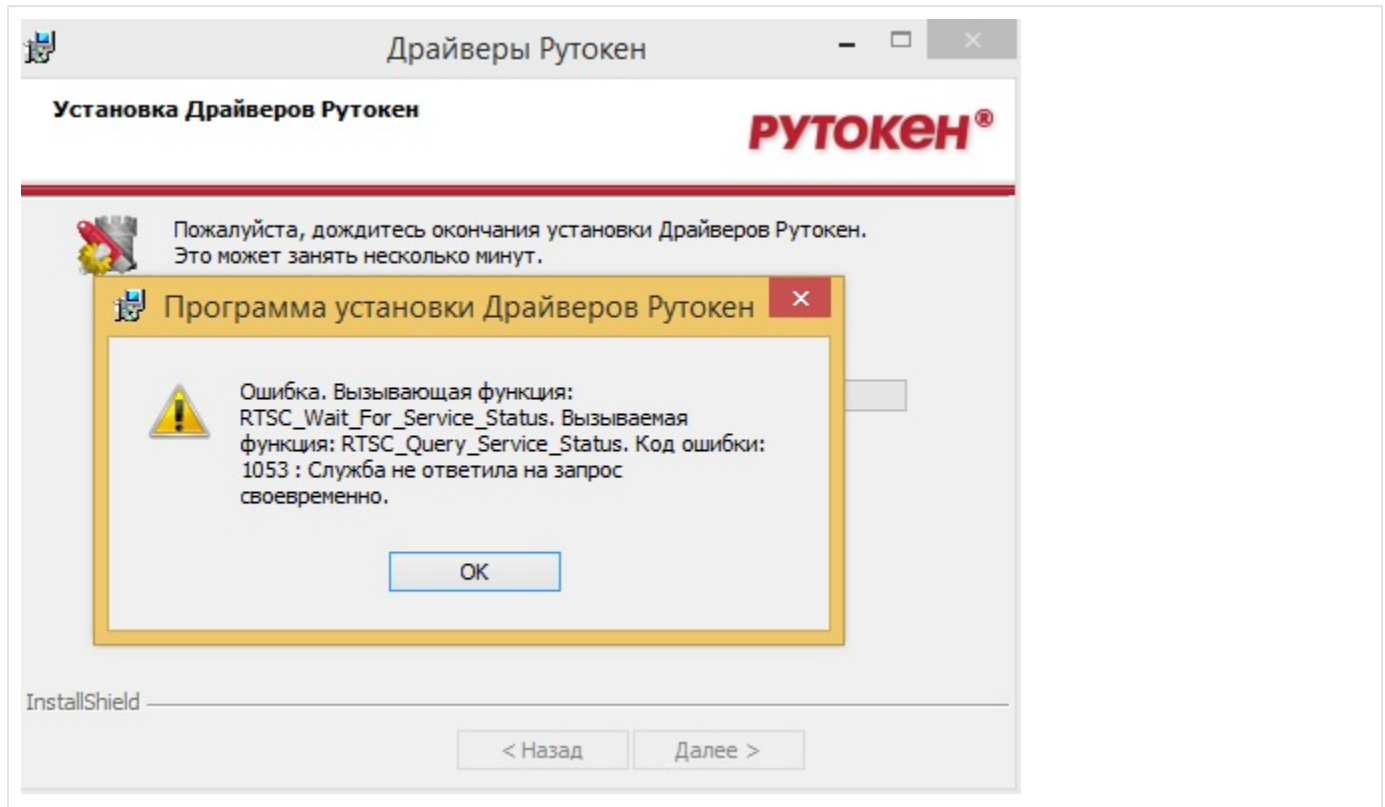 Драйверы Рутокен
Установка Драйверов Рутокен
РУТОКЕН®
Пожалуйста, дождитесь окончания установки Драйверов Рутокен.
Это может занять несколько минут.
Программа установки Драйверов Рутокен
Ошибка. Вызывающая функция:
RTSC_Wait_For_Service_Status. Вызываемая
функция: RTSC_Query_Service_Status. Код ошибки:
1053 : Служба не ответила на запрос
своевременно.
OK
InstallShield
< Назад
Далее >